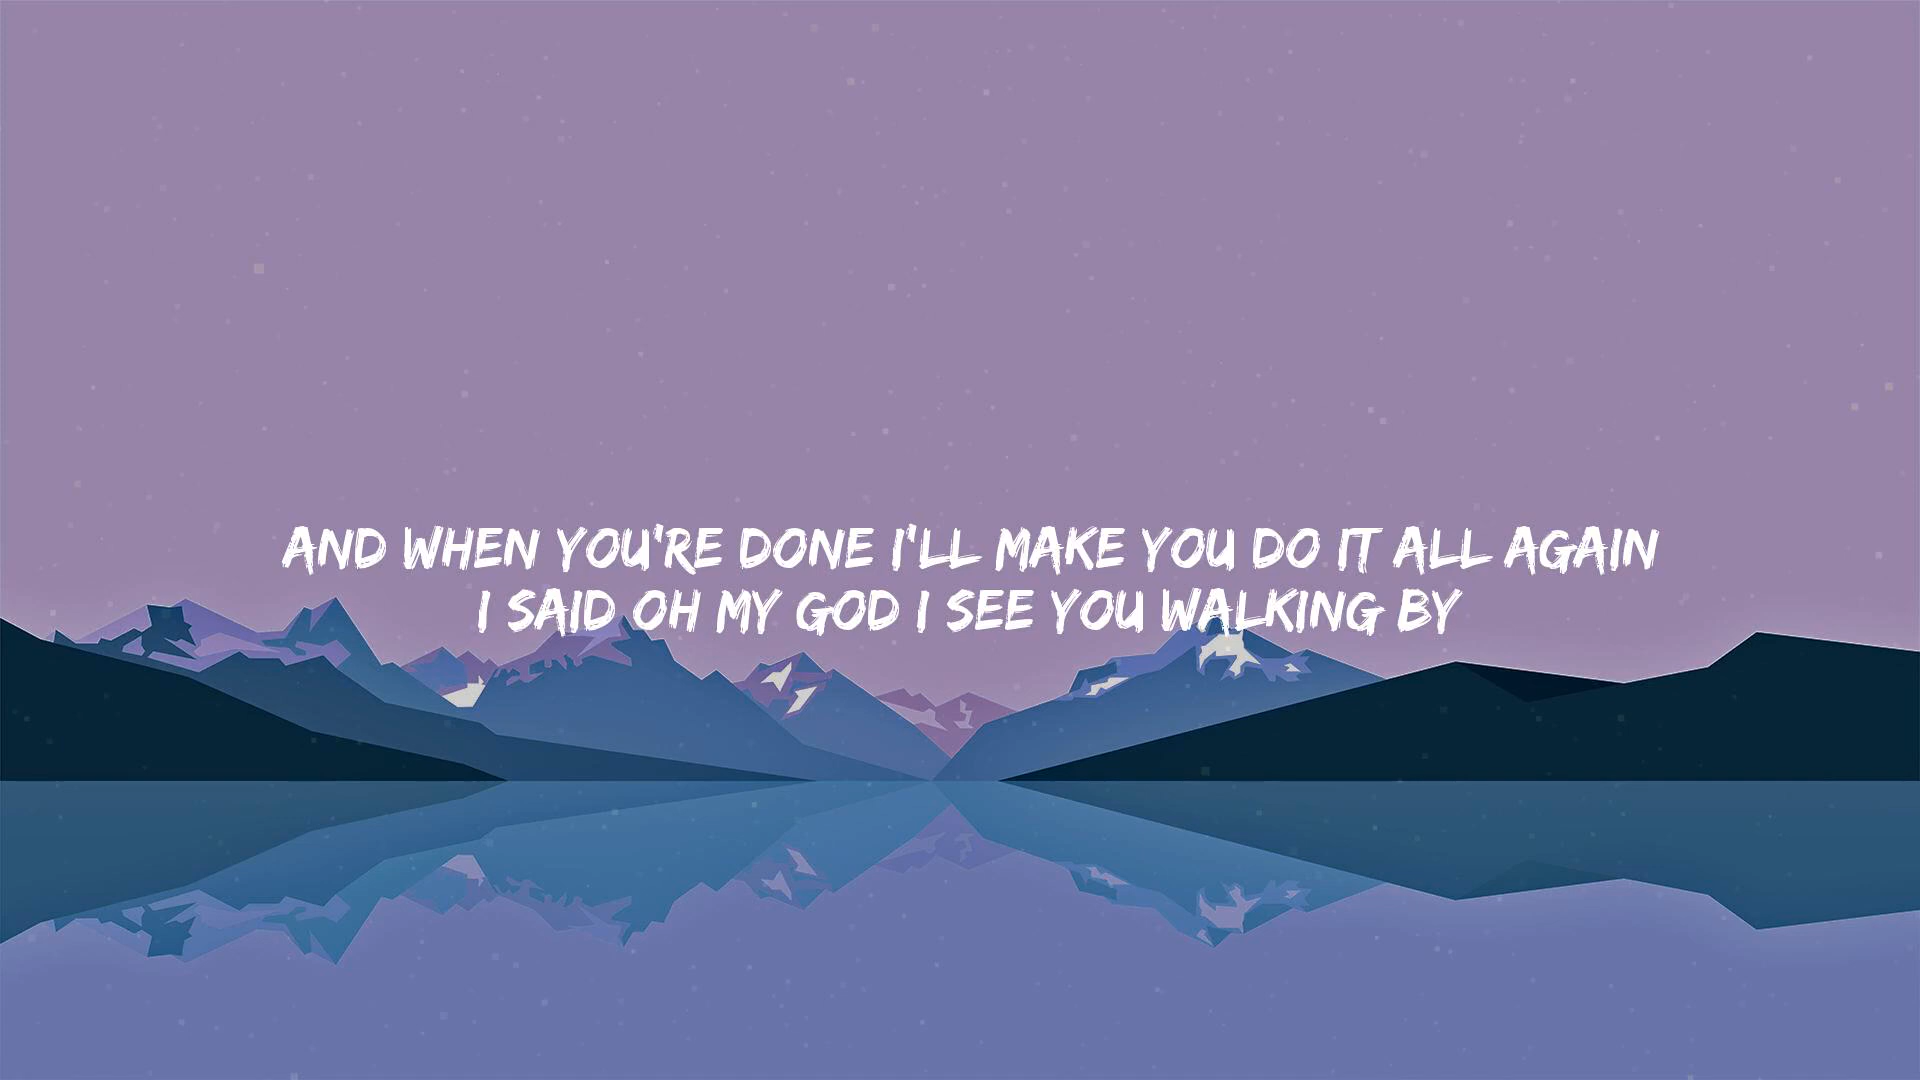 AND WHEN YOU'RE DONE I'LL MAKE YOU DO IT ALL AGAIN
I SAID OH MY GOD I SEE YOU WALKING BY